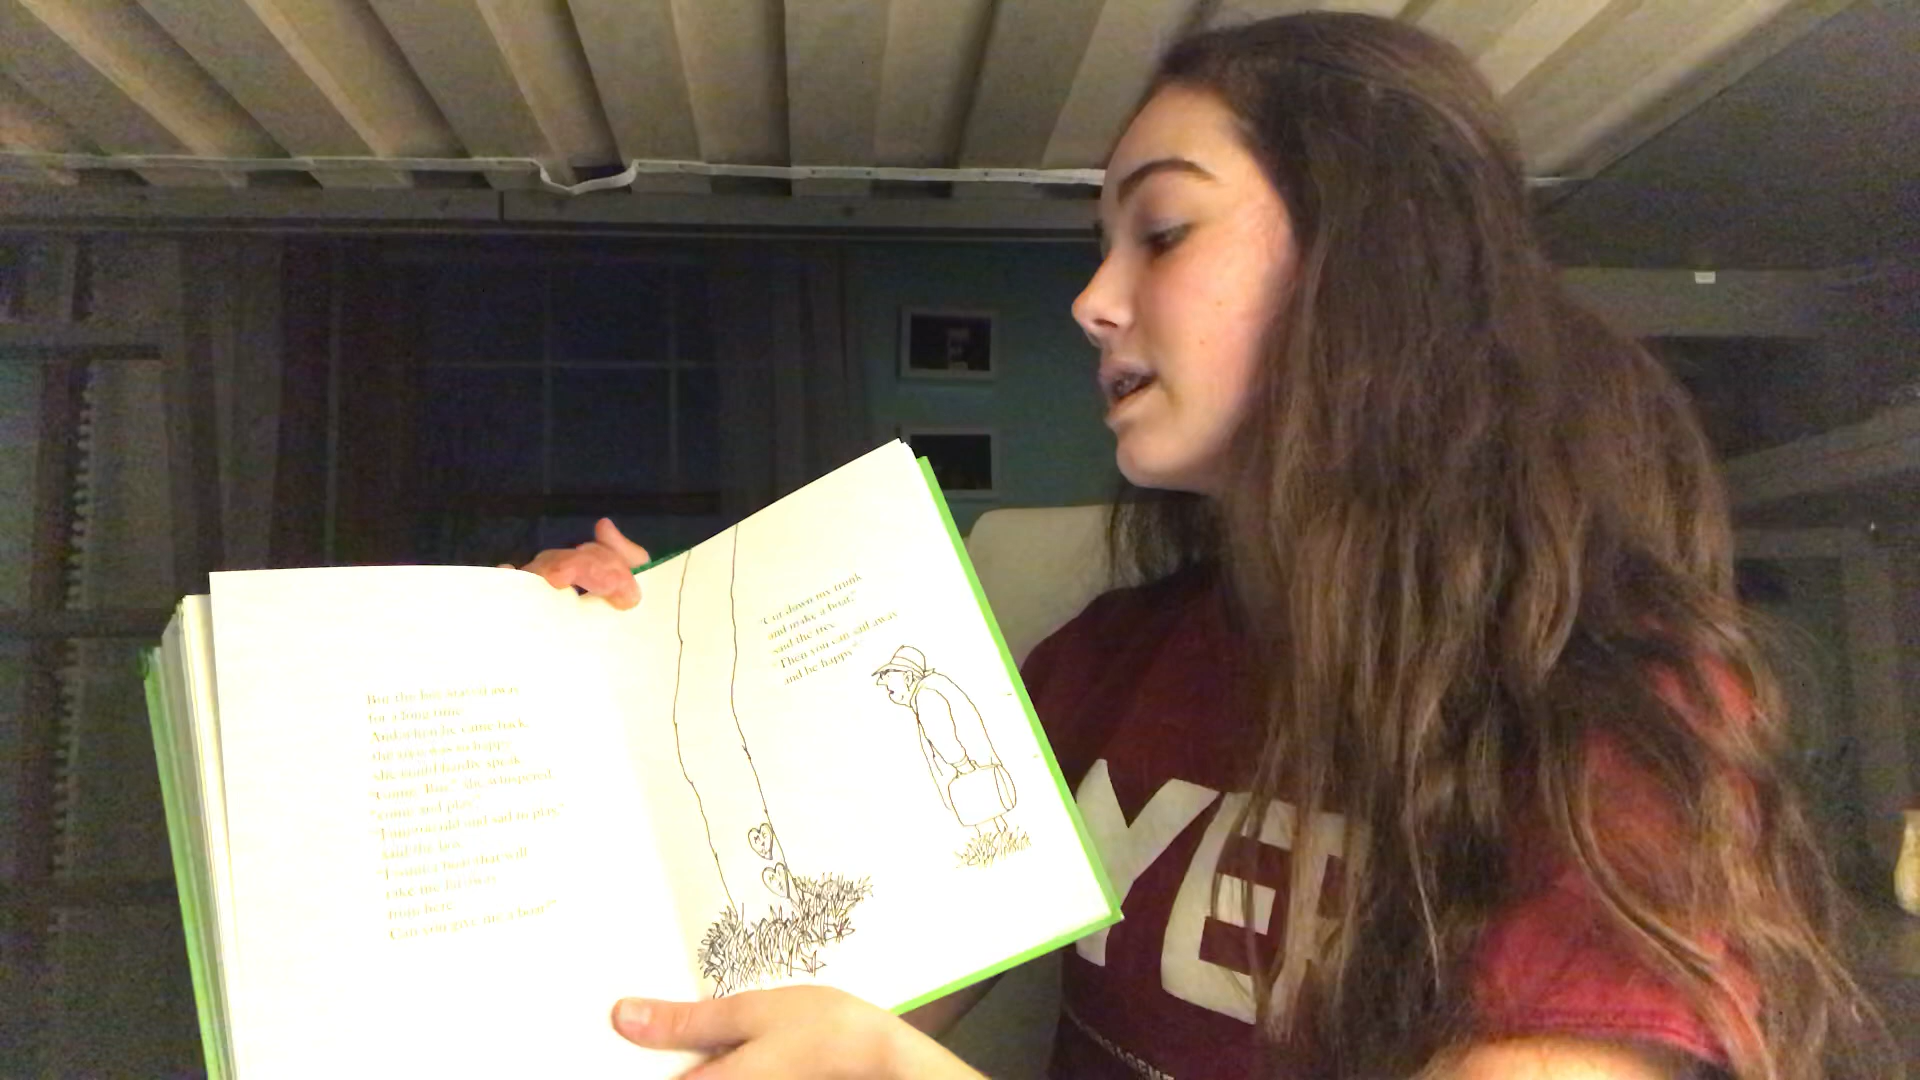 But the boy stayed away
for a long time.
And when he came back,
the tree was so happy
she could hardly speak.
"Come, Boy," she whispered,
"come and play."
"I am too old and sad to play,"
said the boy.
"I want a boat that will
take me far away
from here.
Can you give me a boat?"
"Cut down my trunk
and make a boat,"
said the tree.
"Then you can sail away
and be happy."
YE